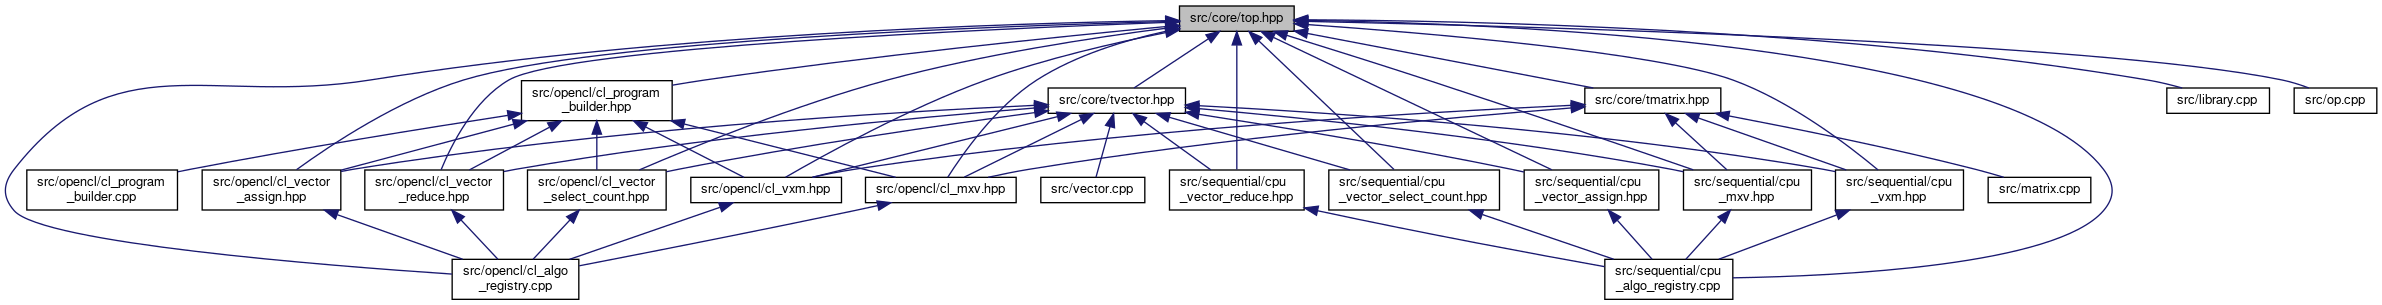 src/core/top.hpp
src/opencl/cl_program
_builder.hpp
src/core/tvector.hpp
src/core/tmatrix.hpp
src/library.cpp
src/op.cpp
src/opencl/cl_program
_builder.cpp
src/opencl/cl_vector
_assign.hpp
src/opencl/cl_vector
_reduce.hpp
src/opencl/cl_vector
_select_count.hpp
src/opencl/cl_vxm.hpp
src/opencl/cl_mxv.hpp
src/vector.cpp
src/sequential/cpu
_vector_reduce.hpp
src/sequential/cpu
_vector_select_count.hpp
src/sequential/cpu
_vector_assign.hpp
src/sequential/cpu
_mxv.hpp
src/sequential/cpu
_vxm.hpp
src/matrix.cpp
src/opencl/cl_algo
_registry.cpp
src/sequential/cpu
_algo_registry.cpp